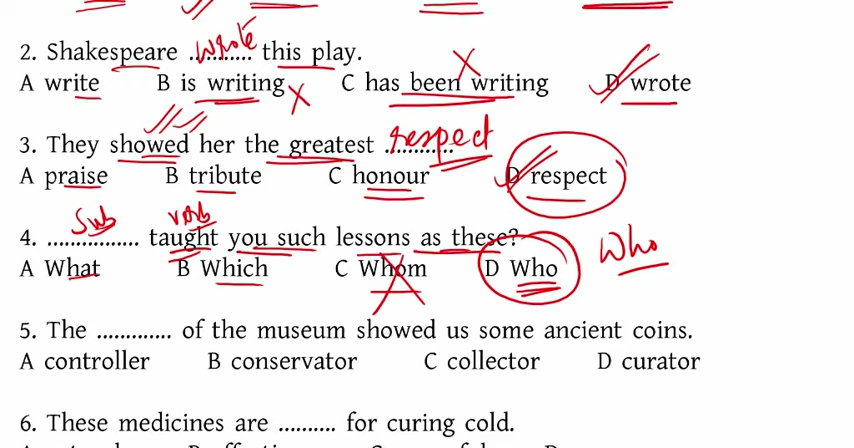 2. Shakespeare ..wrote.. this play.
A write B is writing C has been writing D wrote
3. They showed her the greatest ..respect..
A praise B tribute C honour D respect
Sub verb
4. ................ taught you such lessons as these? Who
A What B Which C Whom D Who
5. The ............. of the museum showed us some ancient coins.
A controller B conservator C collector D curator
6. These medicines are .......... for curing cold.